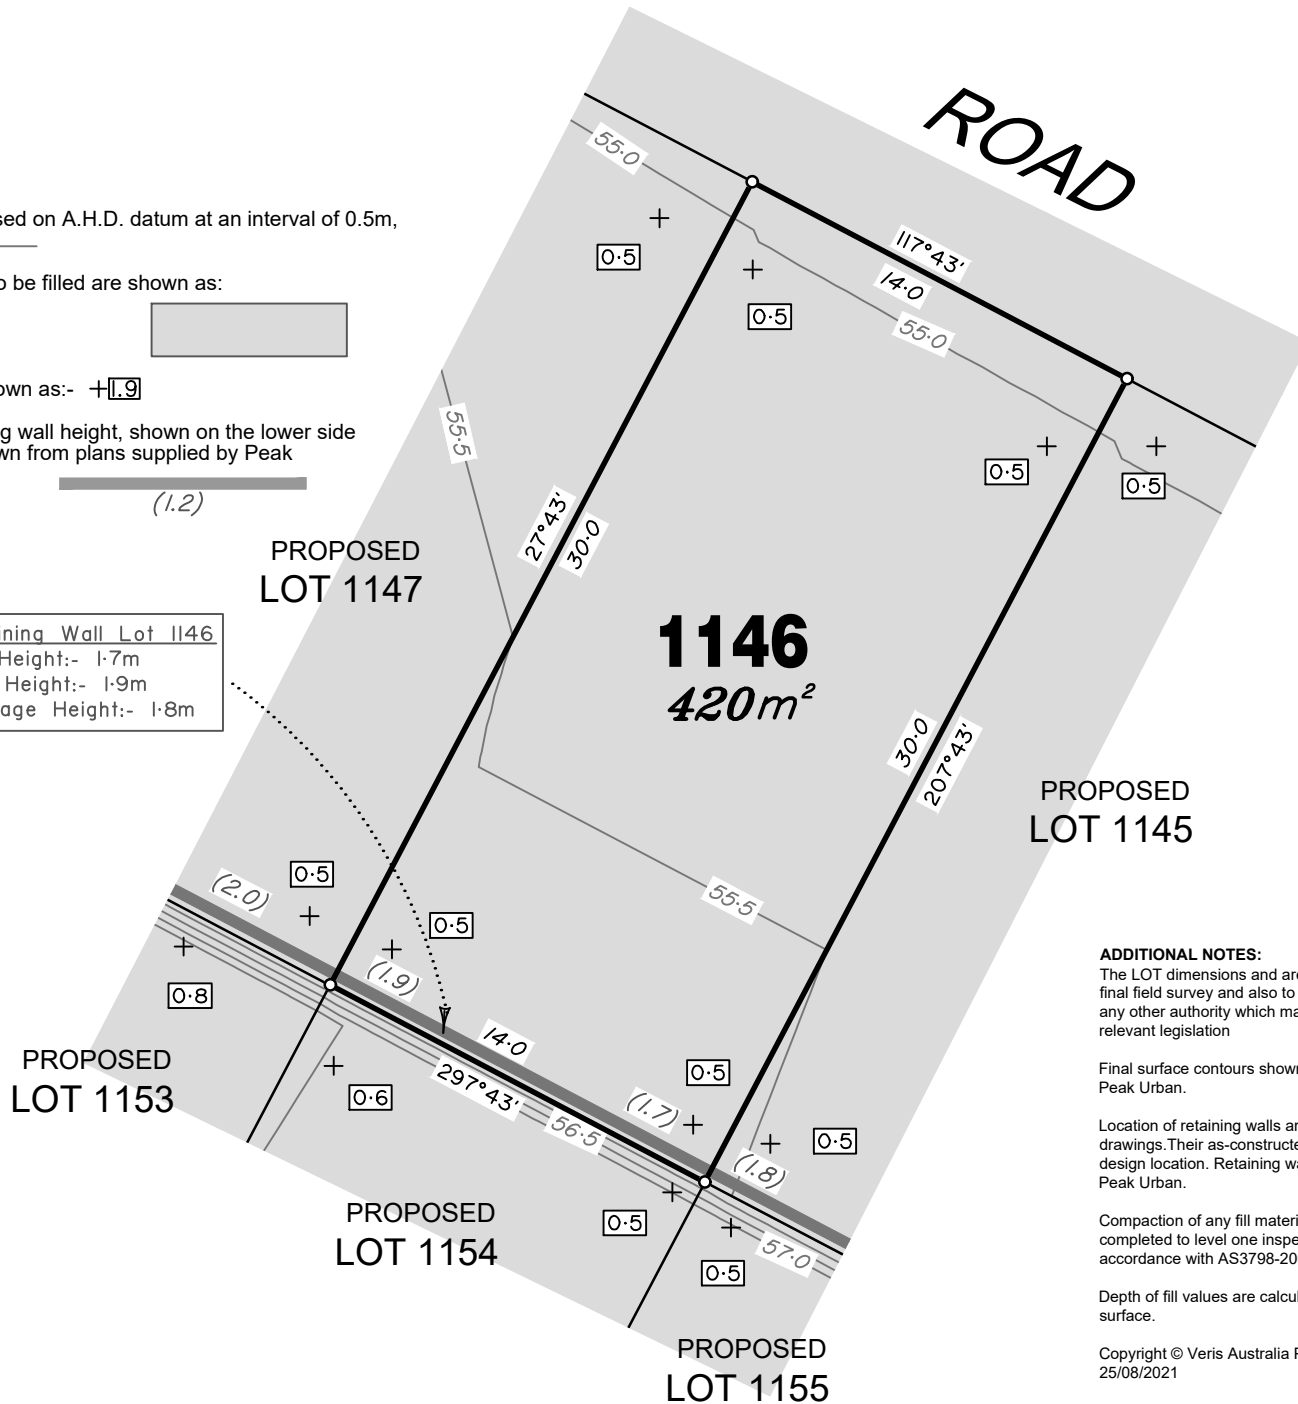 ROAD
sed on A.H.D. datum at an interval of 0.5m,
o be filled are shown as:
own as:- +1.9
g wall height, shown on the lower side
wn from plans supplied by Peak
(1.2)
55·0
0·5
0·5
117°43'
14·0
55·0
0·5
0·5
55·5
27°43'
30·0
PROPOSED
LOT 1147
ining Wall Lot 1146
Height:- 1·7m
Height:- 1·9m
age Height:- 1·8m
1146
420m²
30·0
207°43'
PROPOSED
LOT 1145
55·5
(2.0)
0·5
0·5
(1.9)
0·8
14·0
297°43'
0·6
56·5
0·5
(1.7)
0·5
(1.8)
0·5
0·5
57·0
PROPOSED
LOT 1153
PROPOSED
LOT 1154
PROPOSED
LOT 1155
ADDITIONAL NOTES:
The LOT dimensions and are
final field survey and also to
any other authority which ma
relevant legislation
Final surface contours shown
Peak Urban.
Location of retaining walls ar
drawings.Their as-constructe
design location. Retaining wa
Peak Urban.
Compaction of any fill materi
completed to level one inspe
accordance with AS3798-20
Depth of fill values are calcul
surface.
Copyright © Veris Australia P
25/08/2021